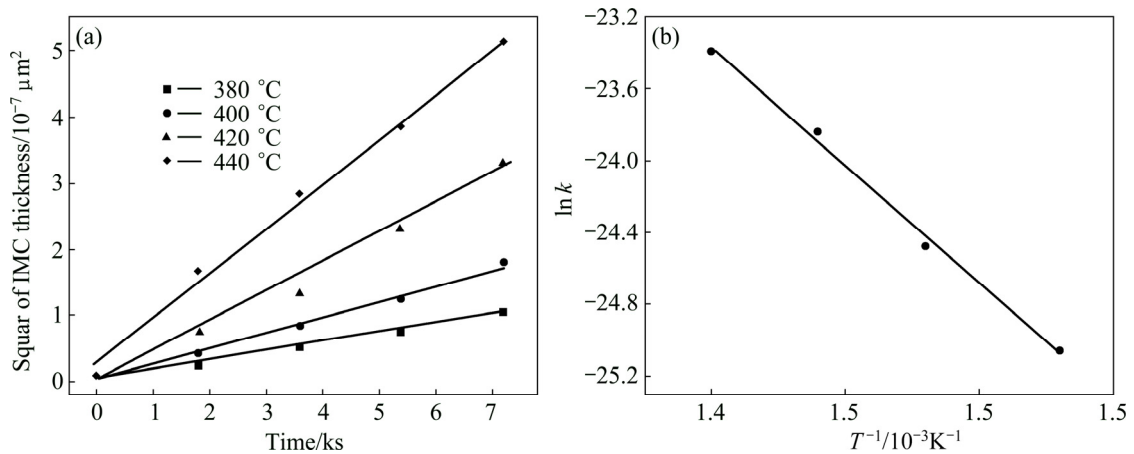 (a)
Squar of IMC thickness/10⁻⁷ μm²
5
4
3
2
1
0
380 °C
400 °C
420 °C
440 °C
0 1 2 3 4 5 6 7
Time/ks
(b)
ln k
−23.2
−23.6
−24.0
−24.4
−24.8
−25.2
1.4 1.5 1.5 1.5
T⁻¹/10⁻³K⁻¹